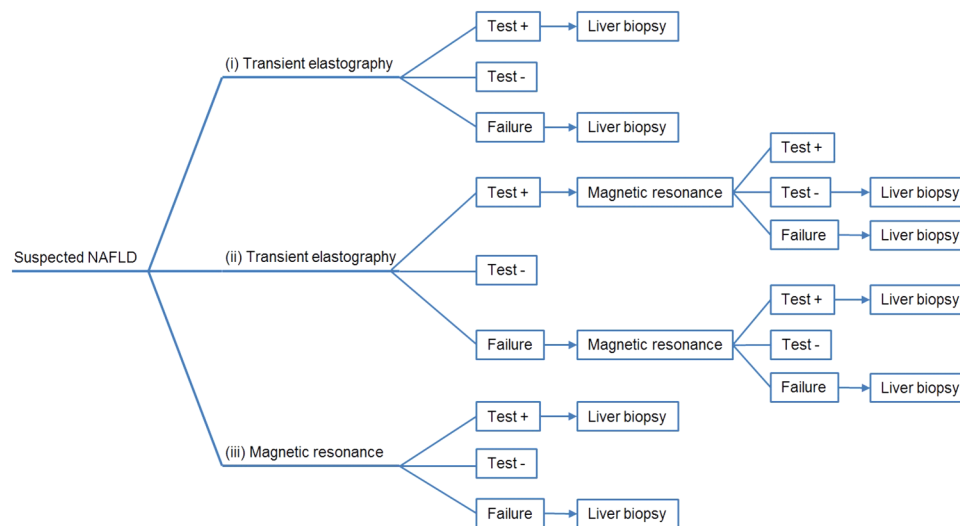 Test + Liver biopsy
(i) Transient elastography
Test -
Failure Liver biopsy
Test +
Test + Magnetic resonance Test - Liver biopsy
Failure Liver biopsy
Suspected NAFLD (ii) Transient elastography Test -
Test + Liver biopsy
Failure Magnetic resonance Test -
Failure Liver biopsy
Test + Liver biopsy
(iii) Magnetic resonance
Test -
Failure Liver biopsy